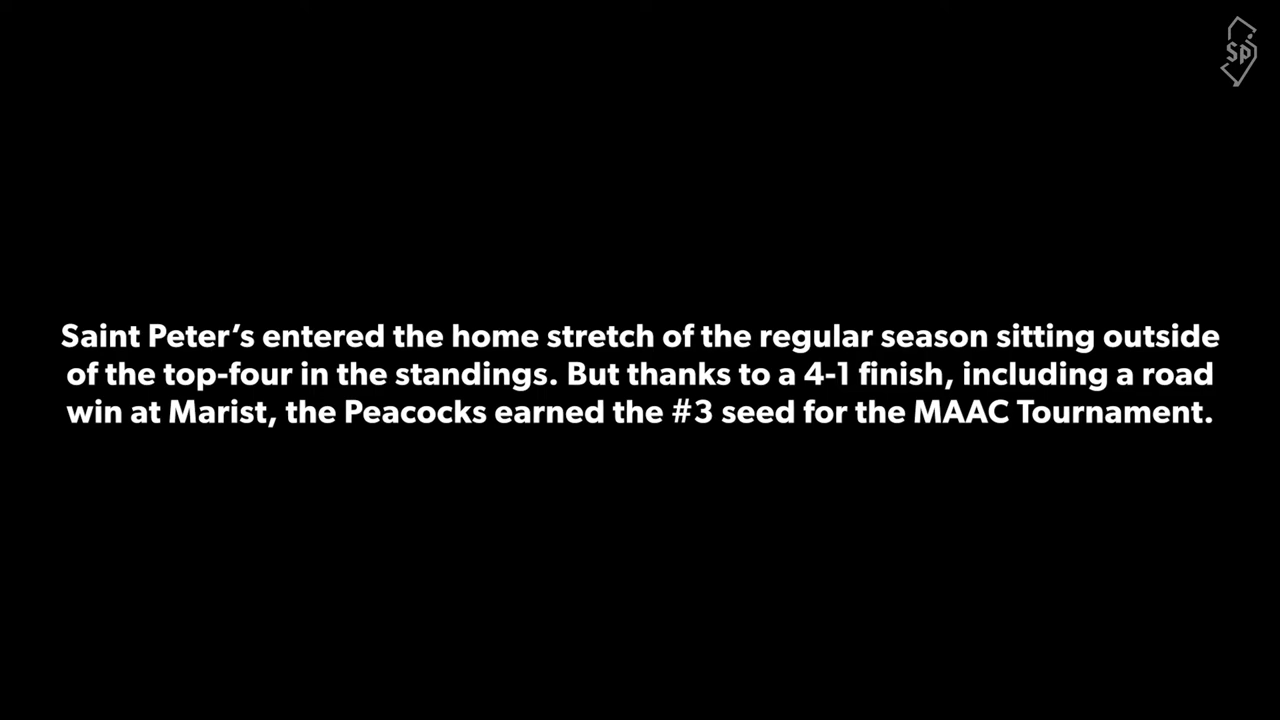 Sp
Saint Peter’s entered the home stretch of the regular season sitting outside
of the top-four in the standings. But thanks to a 4-1 finish, including a road
win at Marist, the Peacocks earned the #3 seed for the MAAC Tournament.